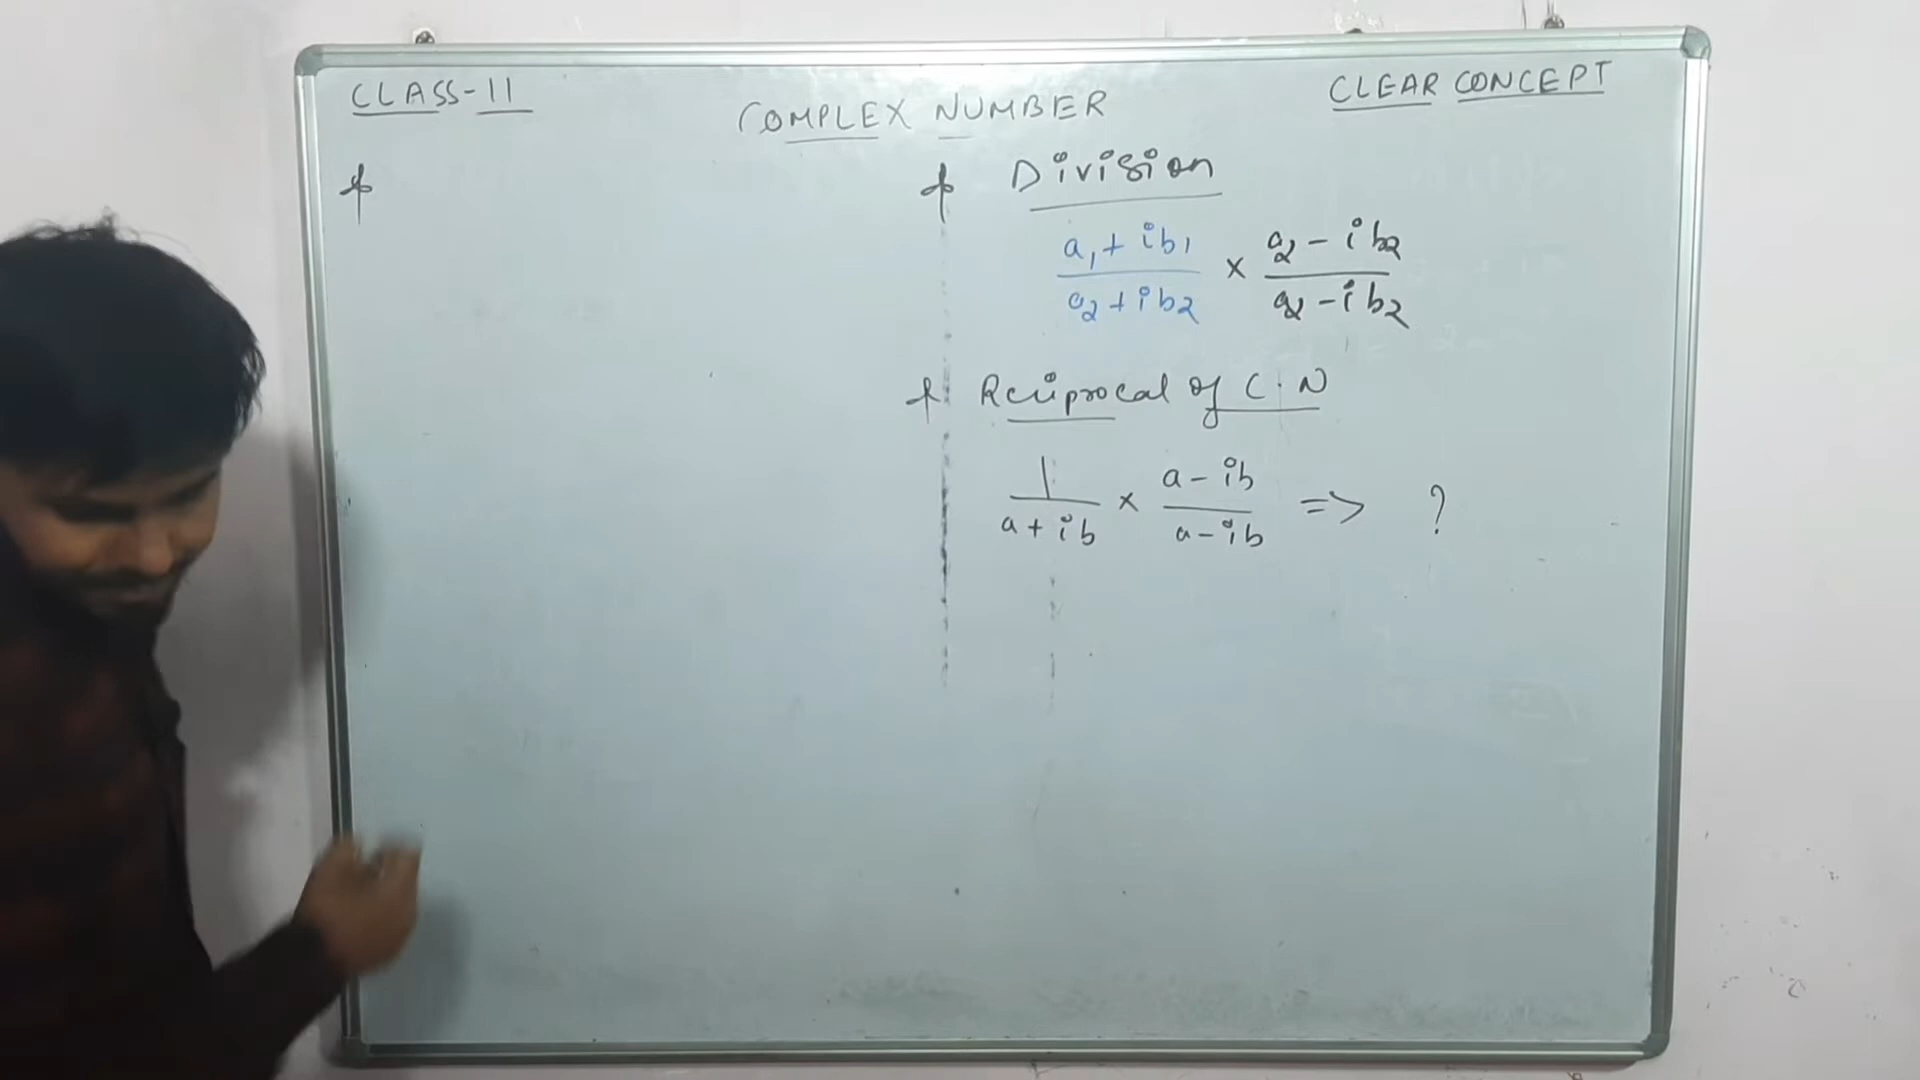 CLASS-11
COMPLEX NUMBER
CLEAR CONCEPT
* Division
(a₁ + ib₁)/(a₂ + ib₂) × (a₂ - ib₂)/(a₂ - ib₂)
* Reciprocal of C.N
1/(a + ib) × (a - ib)/(a - ib) => ?